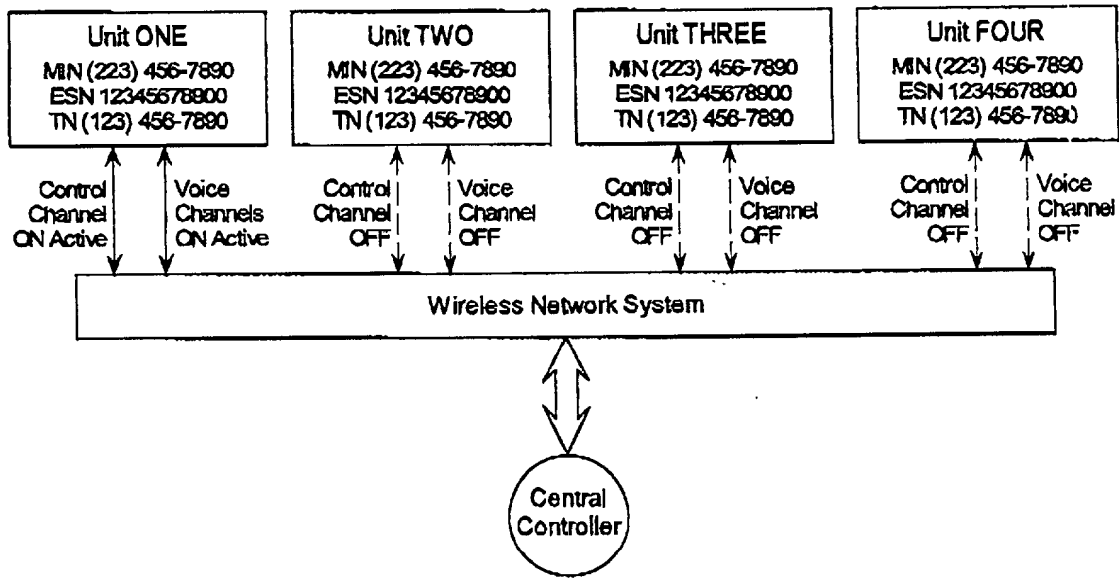 Unit ONE
MIN (223) 456-7890
ESN 12345678900
TN (123) 456-7890
Unit TWO
MIN (223) 456-7890
ESN 12345678900
TN (123) 456-7890
Unit THREE
MIN (223) 456-7890
ESN 12345678900
TN (123) 456-7890
Unit FOUR
MIN (223) 456-7890
ESN 12345678900
TN (123) 456-7890
Control
Channel
ON Active
Voice
Channels
ON Active
Control
Channel
OFF
Voice
Channel
OFF
Control
Channel
OFF
Voice
Channel
OFF
Control
Channel
OFF
Voice
Channel
OFF
Wireless Network System
Central
Controller